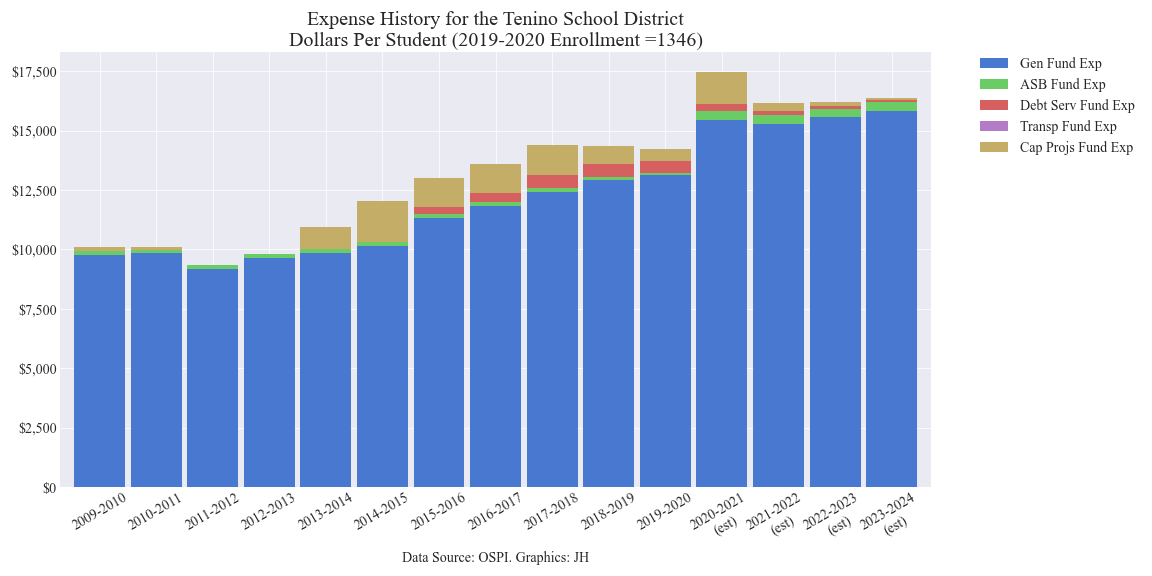 Expense History for the Tenino School District
Dollars Per Student (2019-2020 Enrollment =1346)
Gen Fund Exp
ASB Fund Exp
Debt Serv Fund Exp
Transp Fund Exp
Cap Projs Fund Exp
$17,500
$15,000
$12,500
$10,000
$7,500
$5,000
$2,500
$0
2009-2010
2010-2011
2011-2012
2012-2013
2013-2014
2014-2015
2015-2016
2016-2017
2017-2018
2018-2019
2019-2020
2020-2021
(est)
2021-2022
(est)
2022-2023
(est)
2023-2024
(est)
Data Source: OSPI. Graphics: JH